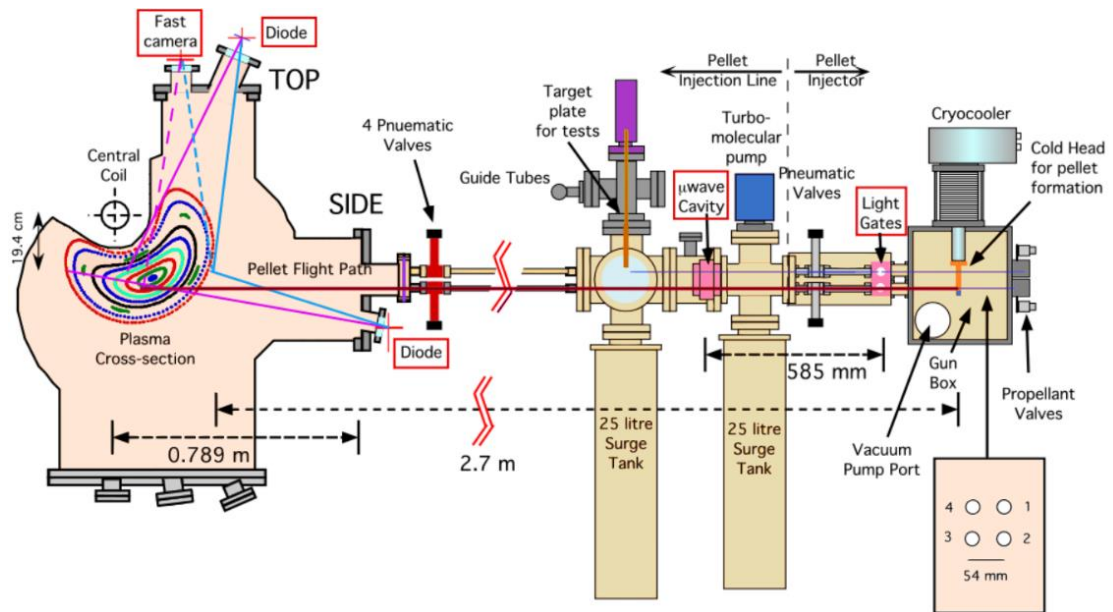 Fast
camera
Diode
TOP
Central
Coil
19.4 cm
4 Pnuematic
Valves
SIDE
Pellet Flight Path
Plasma
Cross-section
Diode
0.789 m
2.7 m
Guide Tubes
Target
plate
for tests
Pellet
Injection Line
Pellet
Injector
Turbo-
molecular
pump
μwave
Cavity
Pneumatic
Valves
Light
Gates
Cryocooler
Cold Head
for pellet
formation
585 mm
25 litre
Surge
Tank
25 litre
Surge
Tank
Gun
Box
Vacuum
Pump Port
Propellant
Valves
4 1
3 2
54 mm